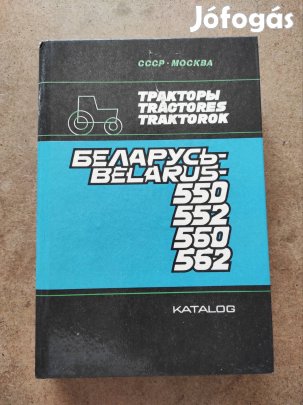 Jófogás
СССР·МОСКВА
ТРАКТОРЫ
TRACTORES
TRAKTOROK
БЕЛАРУСЬ-
BELARUS-
550
552
560
562
KATALOG